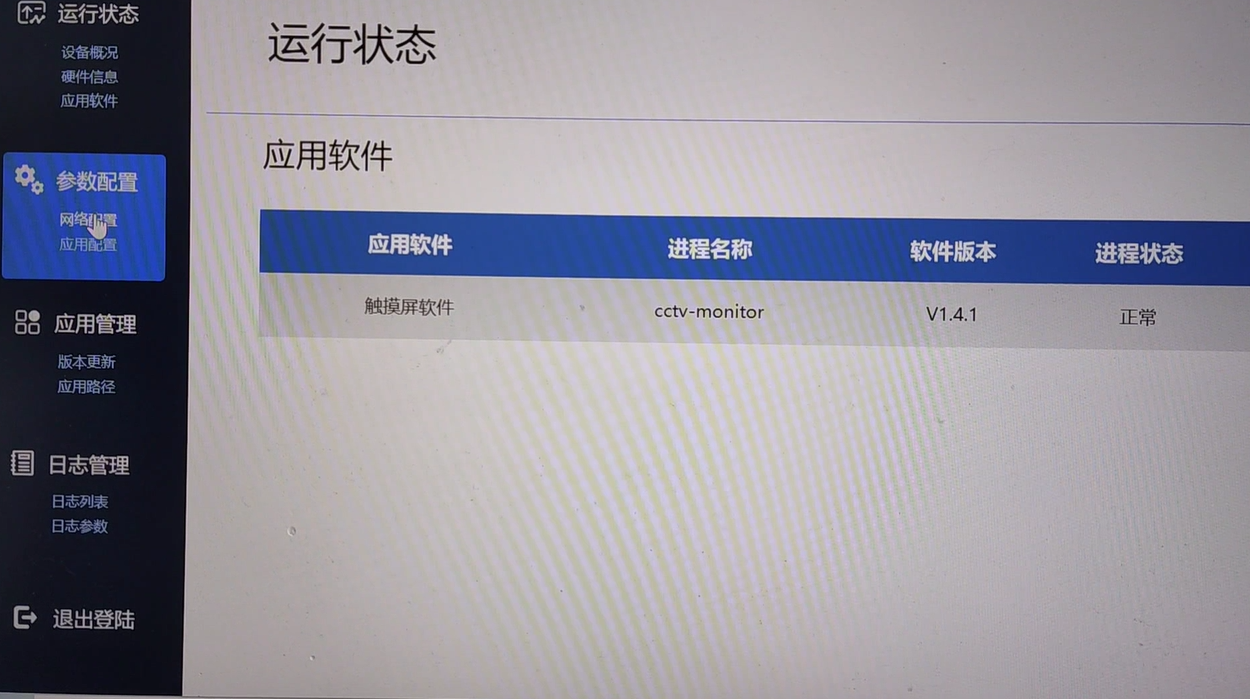 运行状态
设备概况
硬件信息
应用软件
参数配置
网络配置
应用配置
应用管理
版本更新
应用路径
日志管理
日志列表
日志参数
退出登陆
运行状态
应用软件
应用软件 进程名称 软件版本 进程状态
触摸屏软件 cctv-monitor V1.4.1 正常